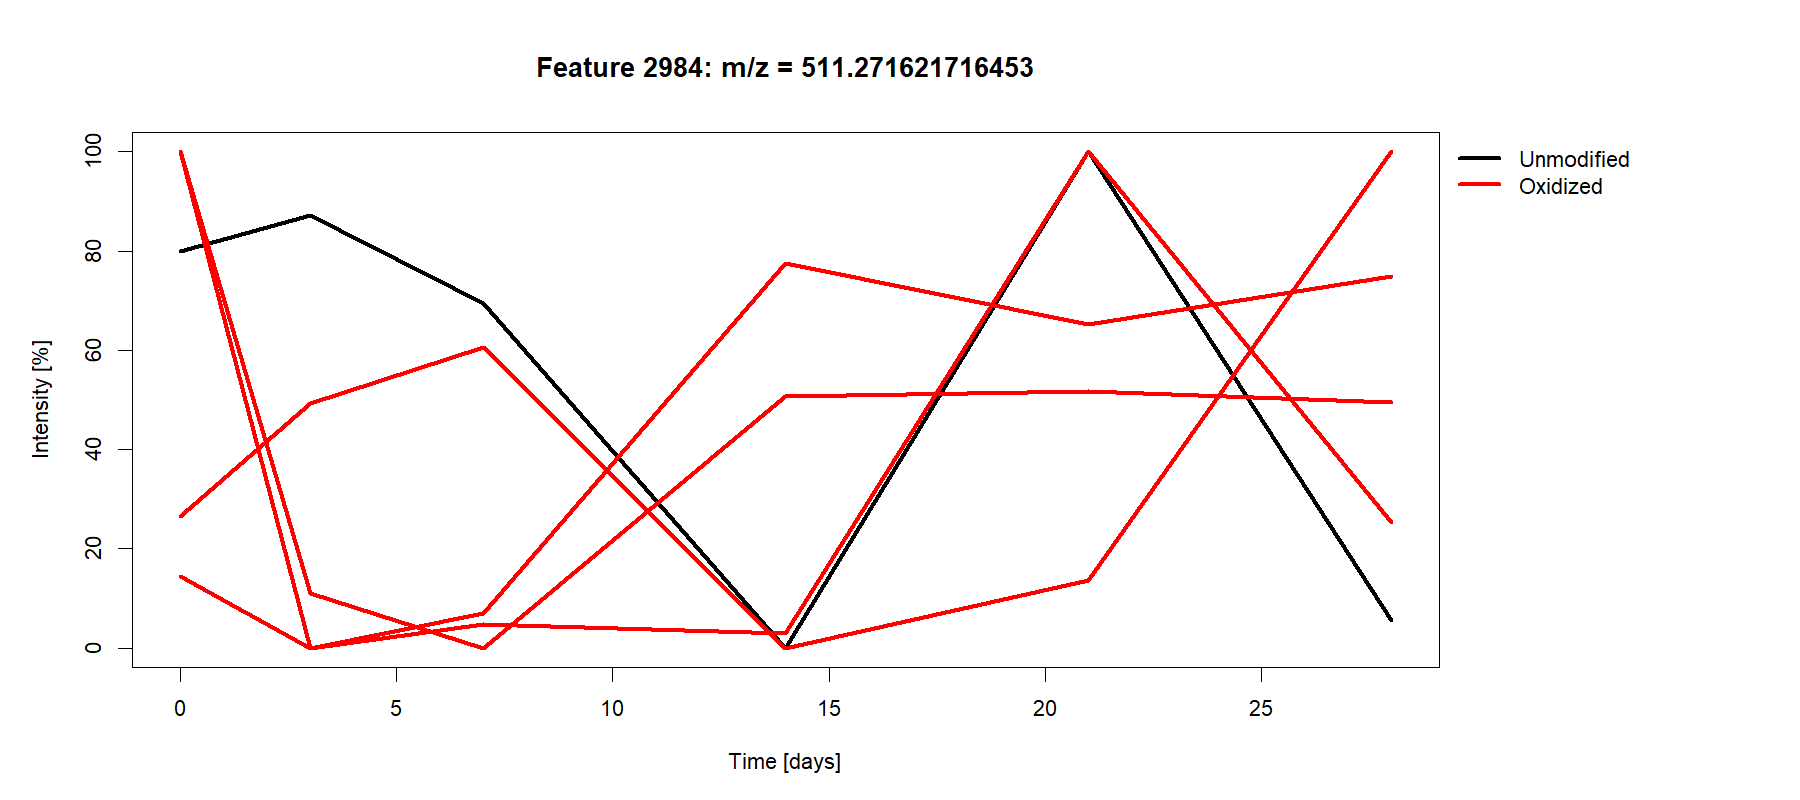 Feature 2984: m/z = 511.271621716453
Unmodified
Oxidized
Intensity [%]
100
80
60
40
20
0
0 5 10 15 20 25
Time [days]